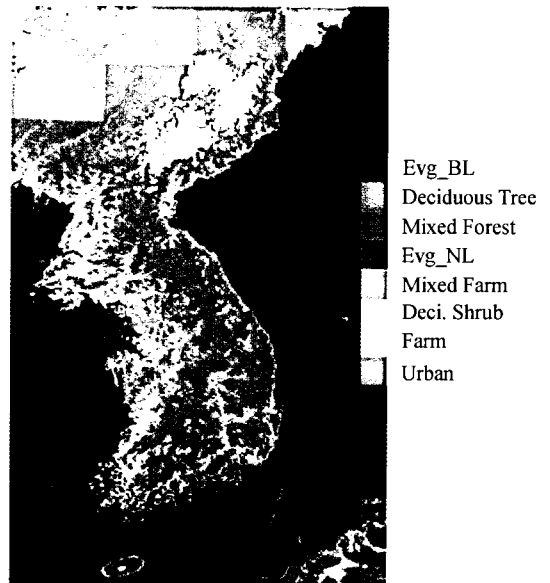 Evg_BL
Deciduous Tree
Mixed Forest
Evg_NL
Mixed Farm
Deci. Shrub
Farm
Urban